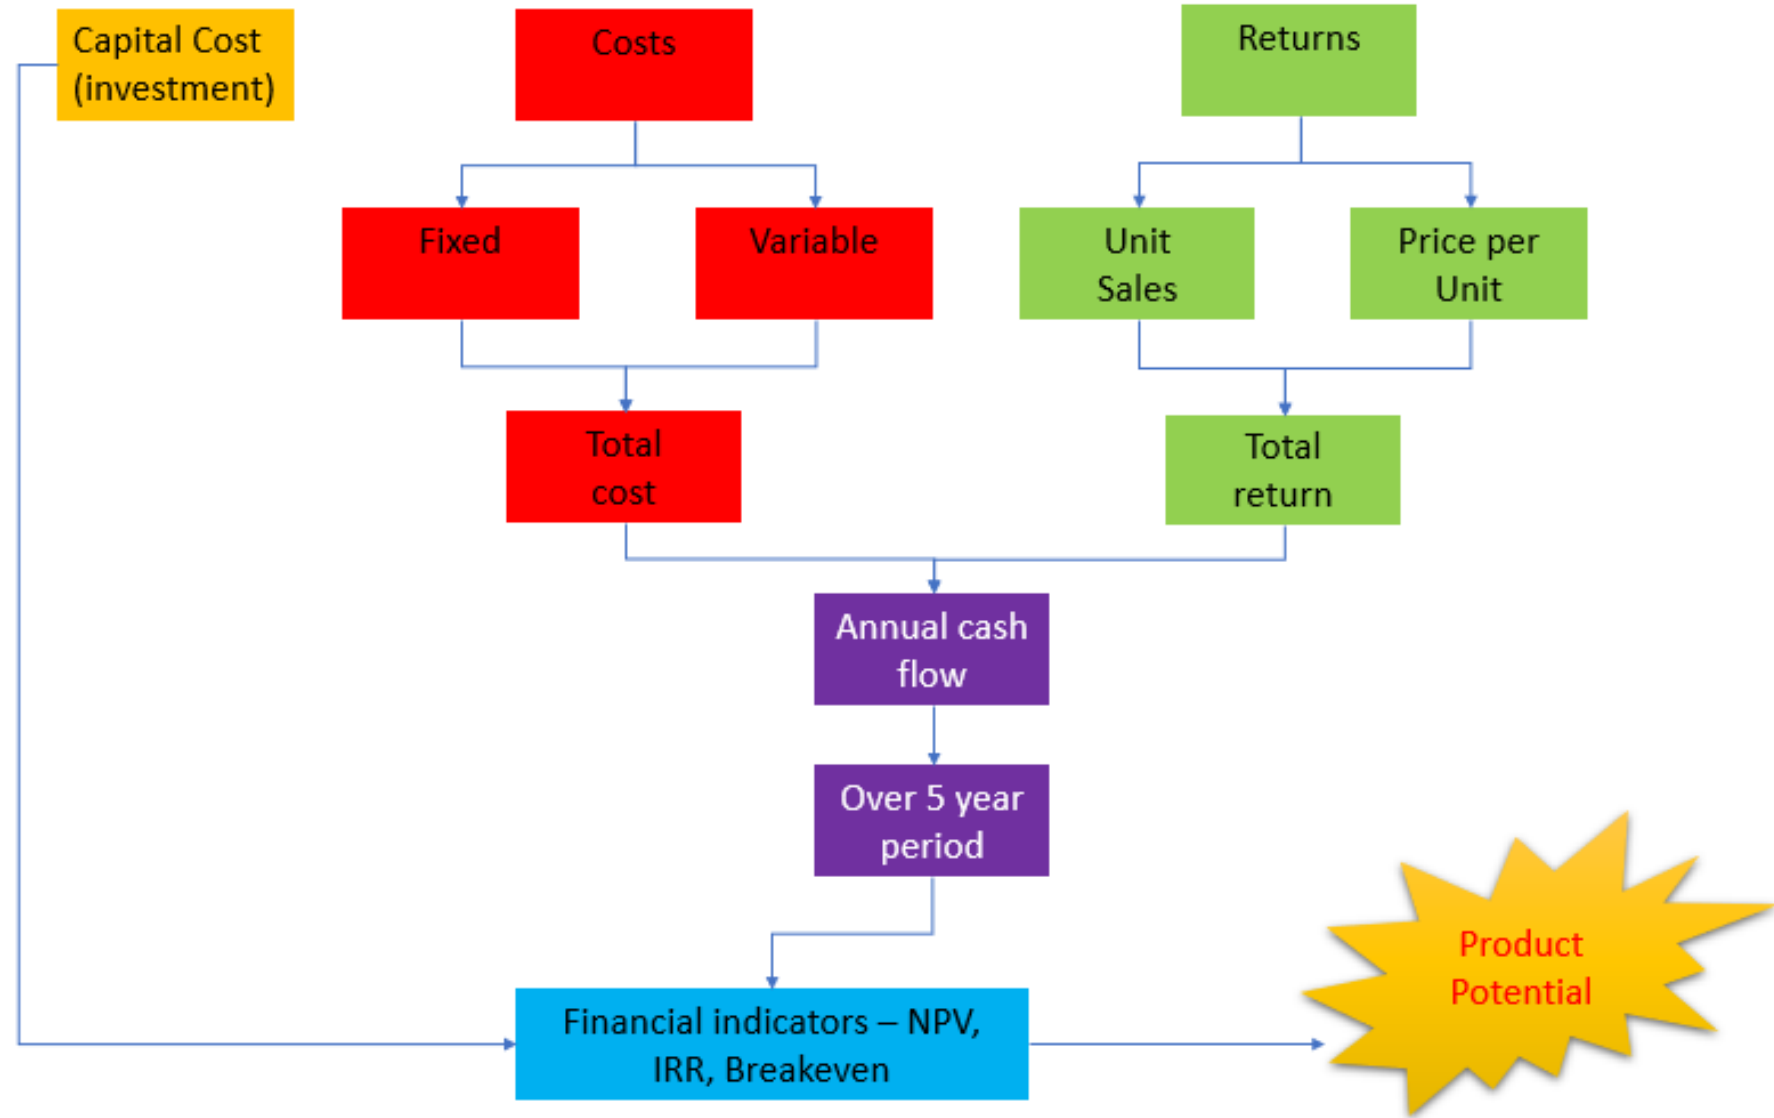 Capital Cost
(investment)
Costs
Returns
Fixed
Variable
Unit
Sales
Price per
Unit
Total
cost
Total
return
Annual cash
flow
Over 5 year
period
Product
Potential
Financial indicators – NPV,
IRR, Breakeven